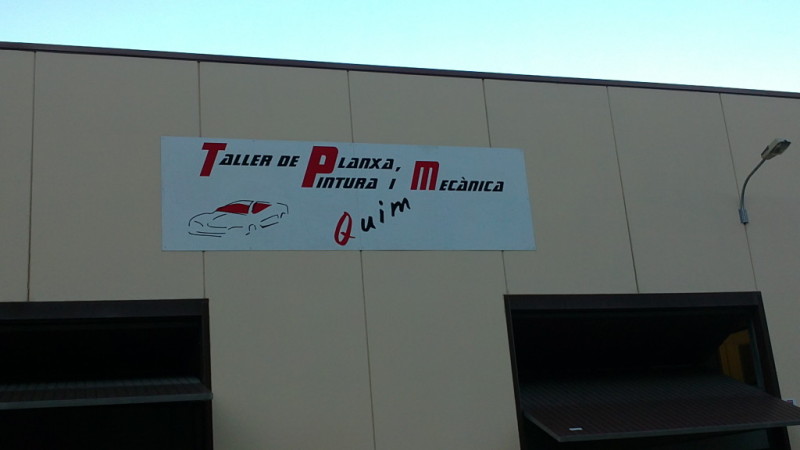 Taller de Planxa,
Pintura i Mecànica
Quim